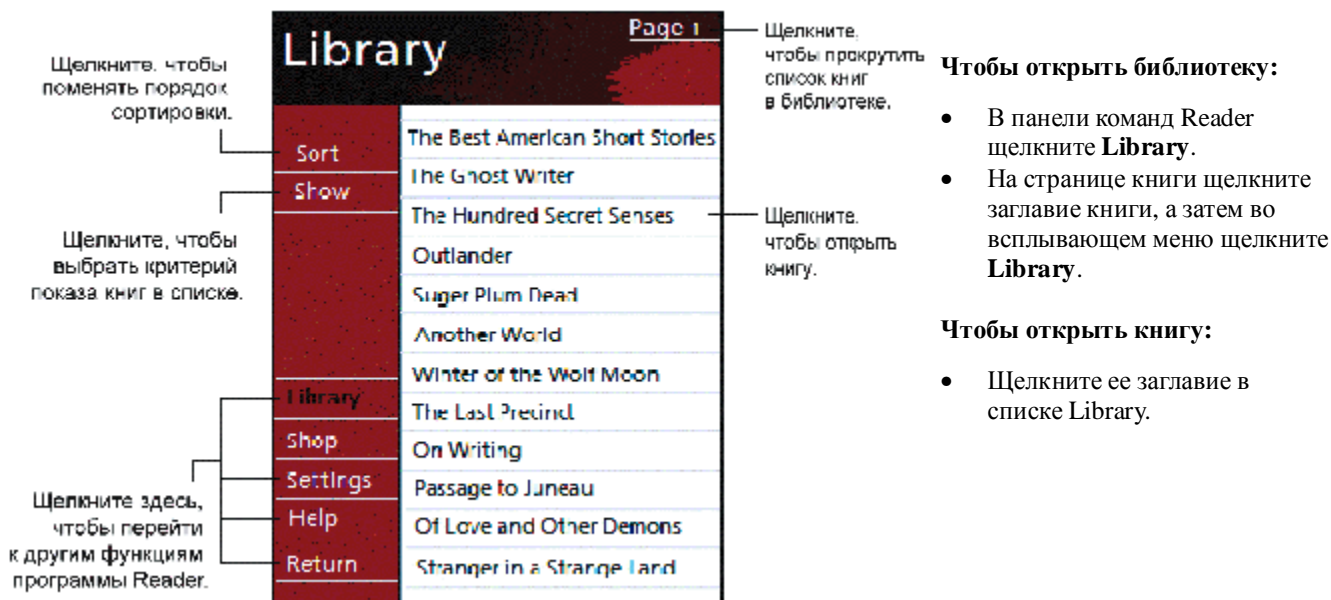 Library
Page 1
Щелкните, чтобы
поменять порядок
сортировки.
Щелкните, чтобы
выбрать критерий
показа книг в списке.
Щелкните здесь,
чтобы перейти
к другим функциям
программы Reader.
Sort
Show
Library
Shop
Settings
Help
Return
The Best American Short Stories
The Ghost Writer
The Hundred Secret Senses
Outlander
Suger Plum Dead
Another World
Winter of the Wolf Moon
The Last Precinct
On Writing
Passage to Juneau
Of Love and Other Demons
Stranger in a Strange Land
Щелкните,
чтобы прокрутить
список книг
в библиотеке.
Щелкните,
чтобы открыть
книгу.
Чтобы открыть библиотеку:
• В панели команд Reader
щелкните Library.
• На странице книги щелкните
заглавие книги, а затем во
всплывающем меню щелкните
Library.
Чтобы открыть книгу:
• Щелкните ее заглавие в
списке Library.